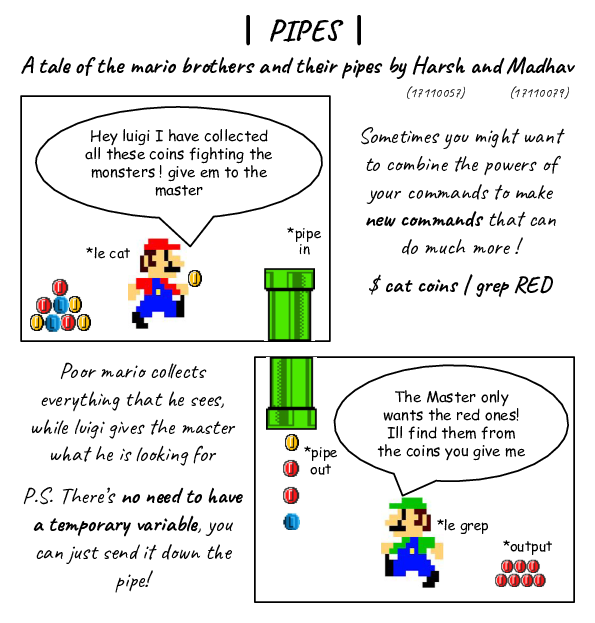 | PIPES |
A tale of the mario brothers and their pipes by Harsh and Madhav
(17110057) (17110079)
Hey luigi I have collected
all these coins fighting the
monsters! give em to the
master
*le cat
*pipe
in
Sometimes you might want
to combine the powers of
your commands to make
new commands that can
do much more!
$ cat coins | grep RED
Poor mario collects
everything that he sees,
while luigi gives the master
what he is looking for
P.S. There's no need to have
a temporary variable, you
can just send it down the
pipe!
The Master only
wants the red ones!
Ill find them from
the coins you give me
*pipe
out
*le grep
*output